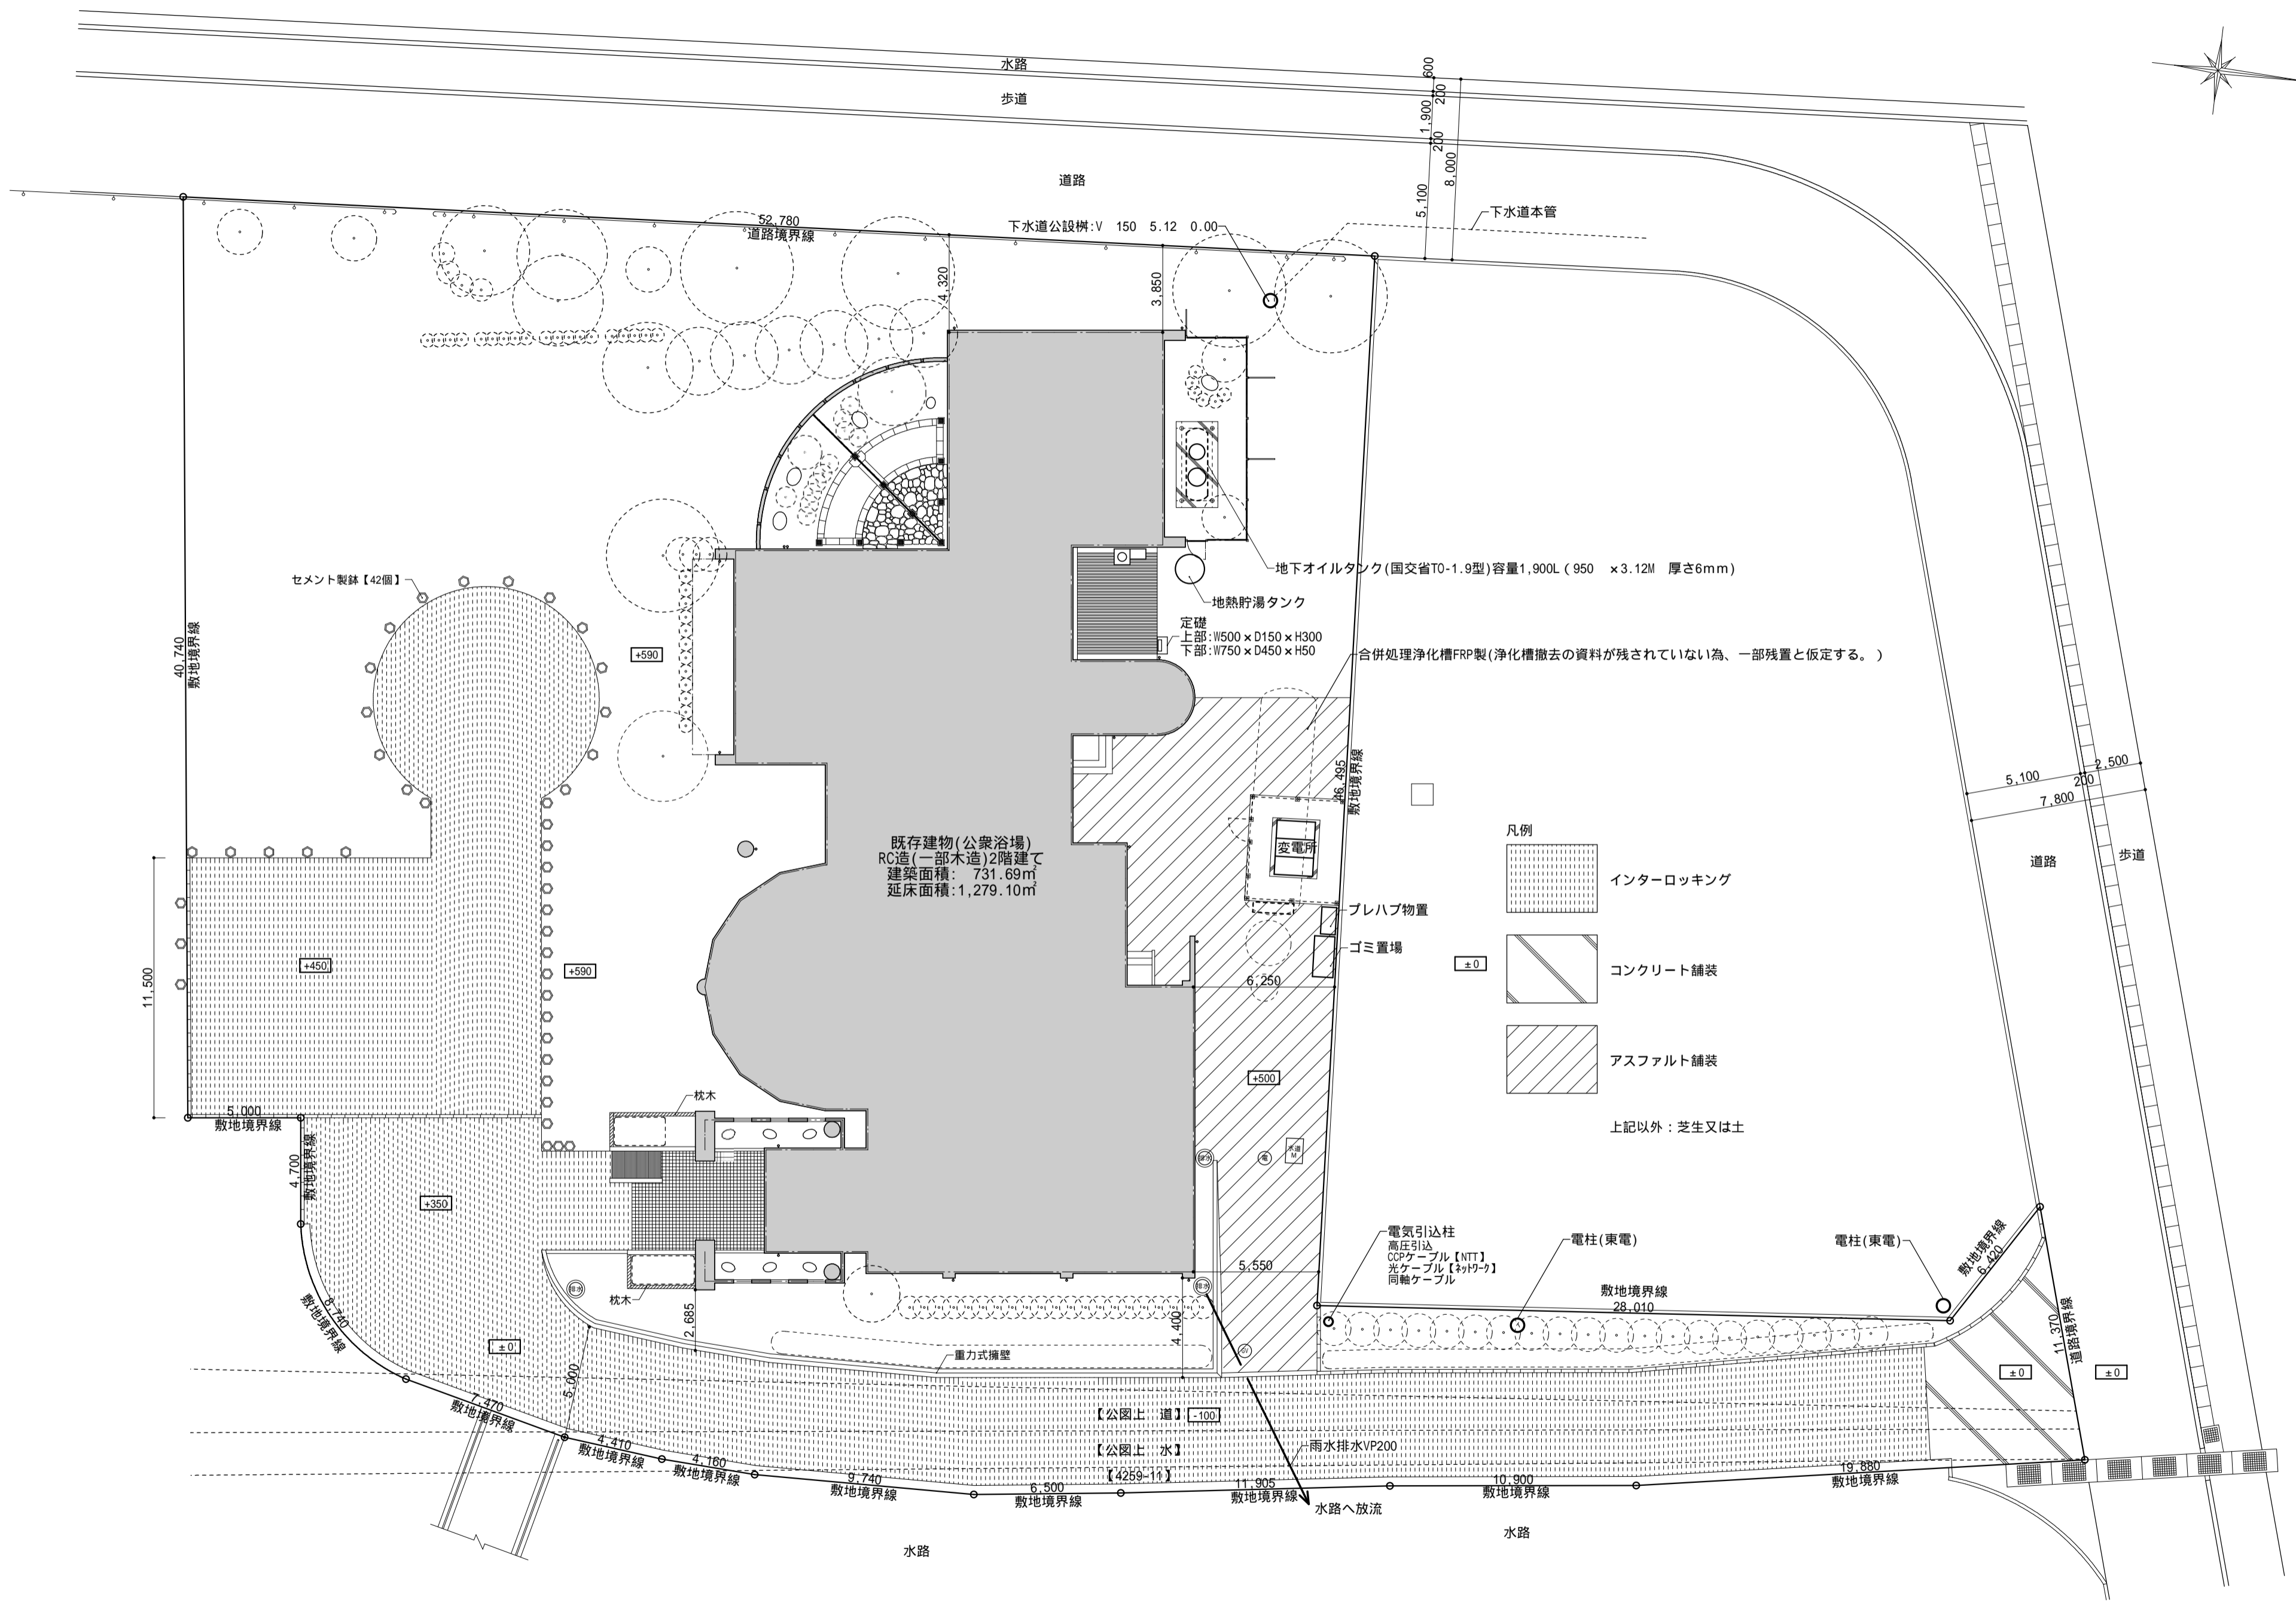 水路
歩道
道路
600
200
1,900
200
8,000
5,100
下水道本管
52,780
道路境界線
下水道公設桝:V 150 5.12 0.00
4,320
3,850
地下オイルタンク(国交省TO-1.9型)容量1,900L(950 ×3.12M 厚さ6mm)
地熱貯湯タンク
定礎
上部:W500×D150×H300
下部:W750×D450×H50
合併処理浄化槽FRP製(浄化槽撤去の資料が残されていない為、一部残置と仮定する。)
セメント製鉢【42個】
40,740
敷地境界線
+590
46,495
敷地境界線
5,100
200
2,500
7,800
道路
歩道
既存建物(公衆浴場)
RC造(一部木造)2階建て
建築面積: 731.69㎡
延床面積:1,279.10㎡
変電所
プレハブ物置
ゴミ置場
凡例
インターロッキング
コンクリート舗装
アスファルト舗装
上記以外：芝生又は土
11,500
+450
+590
6,250
±0
+500
5,000
敷地境界線
枕木
4,700
敷地境界線
+350
雑排
電
水道
M
電気引込柱
高圧引込
CCPケーブル【NTT】
光ケーブル【ネットワーク】
同軸ケーブル
電柱(東電)
電柱(東電)
敷地境界線
6,420
5,550
敷地境界線
28,010
排水
排水
枕木
2,685
4,400
8,740
敷地境界線
±0
重力式擁壁
GV
11,370
道路境界線
±0
±0
5,000
7,470
敷地境界線
【公図上 道】
-100
【公図上 水】
雨水排水VP200
【4259-11】
4,410
敷地境界線
4,160
敷地境界線
9,740
敷地境界線
6,500
敷地境界線
11,905
敷地境界線
10,900
敷地境界線
19,880
敷地境界線
水路へ放流
水路
水路